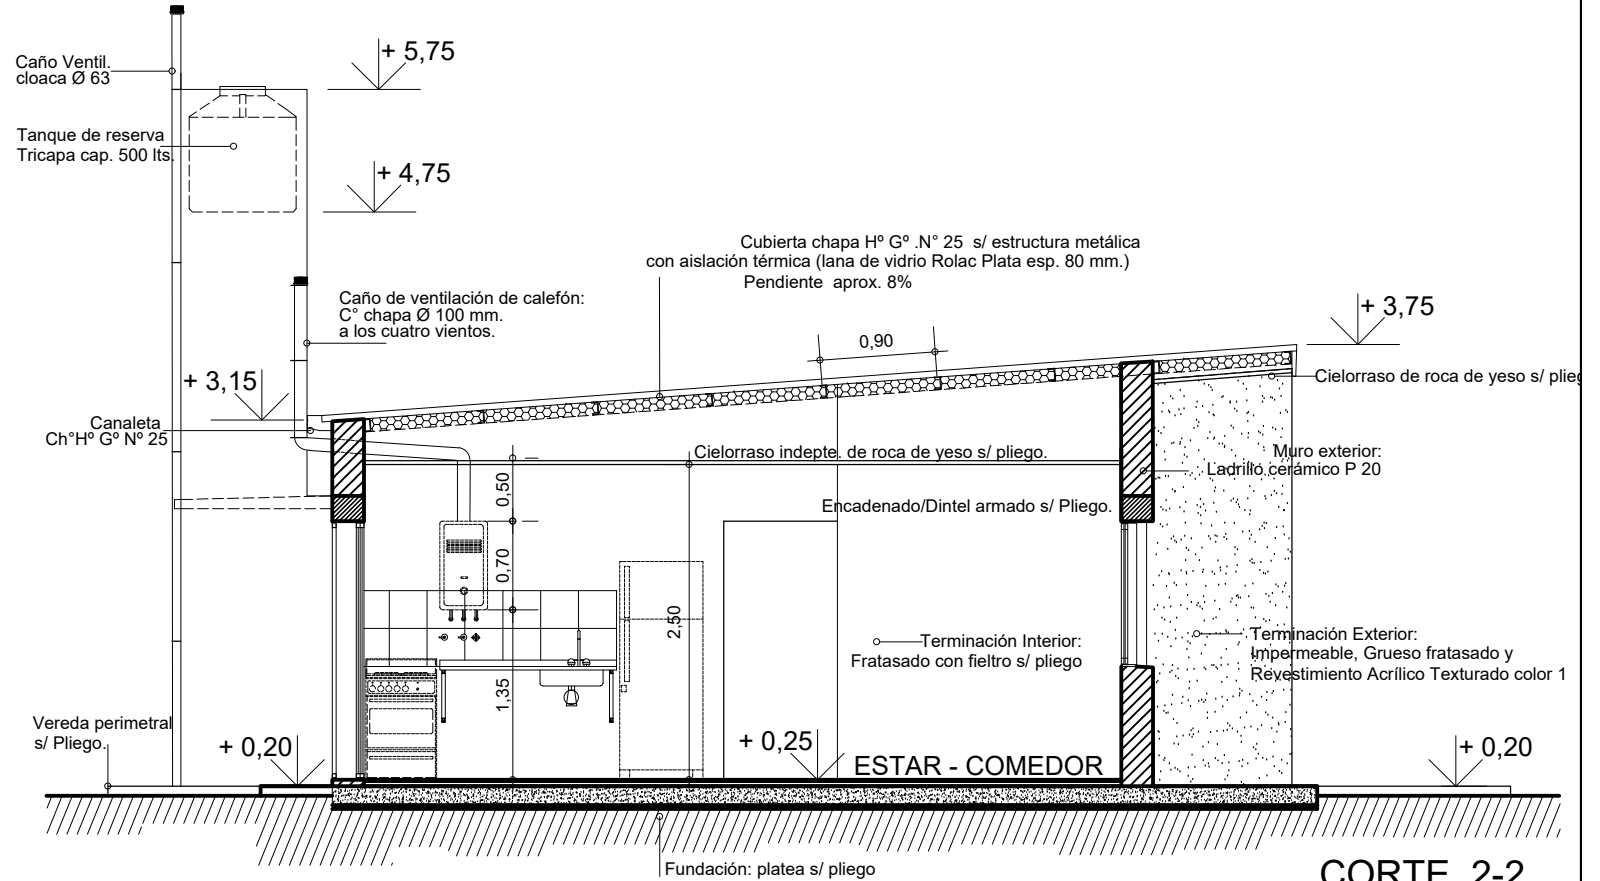 + 5,75
Caño Ventil.
cloaca Ø 63
Tanque de reserva
Tricapa cap. 500 lts.
+ 4,75
Cubierta chapa Hº Gº .N° 25 s/ estructura metálica
con aislación térmica (lana de vidrio Rolac Plata esp. 80 mm.)
Pendiente aprox. 8%
Caño de ventilación de calefón:
C° chapa Ø 100 mm.
a los cuatro vientos.
+ 3,75
0,90
+ 3,15
Cielorraso de roca de yeso s/ plieg
Canaleta
Ch°Hº Gº Nº 25
Cielorraso indepte. de roca de yeso s/ pliego.
Muro exterior:
Ladrillo cerámico P 20
0,50
Encadenado/Dintel armado s/ Pliego.
0,70
2,50
Terminación Interior:
Fratasado con fieltro s/ pliego
Terminación Exterior:
Impermeable, Grueso fratasado y
Revestimiento Acrílico Texturado color 1
1,35
Vereda perimetral
s/ Pliego.
+ 0,20
+ 0,25
ESTAR - COMEDOR
+ 0,20
Fundación: platea s/ pliego
CORTE 2-2